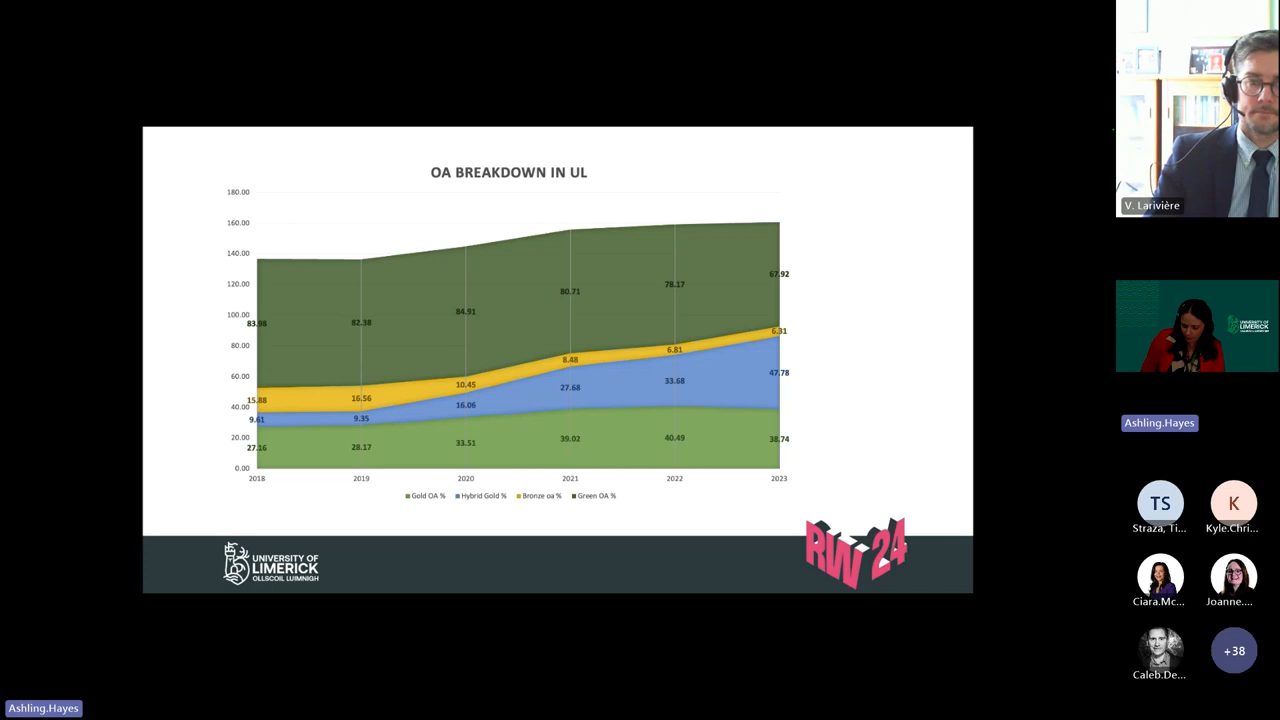 OA BREAKDOWN IN UL
180.00
160.00
140.00
120.00
100.00
80.00
60.00
40.00
20.00
0.00
83.98 82.38 84.91 80.71 78.17 67.92
15.88 16.56 10.45 8.48 6.81 6.31
9.61 9.35 16.06 27.68 33.68 47.78
27.16 28.17 33.51 39.02 40.49 38.74
2018 2019 2020 2021 2022 2023
Gold OA % Hybrid Gold % Bronze oa % Green OA %
UNIVERSITY OF
LIMERICK
OLLSCOIL LUIMNIGH
RW 24
V. Larivière
UNIVERSITY OF
LIMERICK
Ashling.Hayes
TS K
Straza, Ti... Kyle.Chri...
Ciara.Mc... Joanne....
Caleb.De... +38
Ashling.Hayes